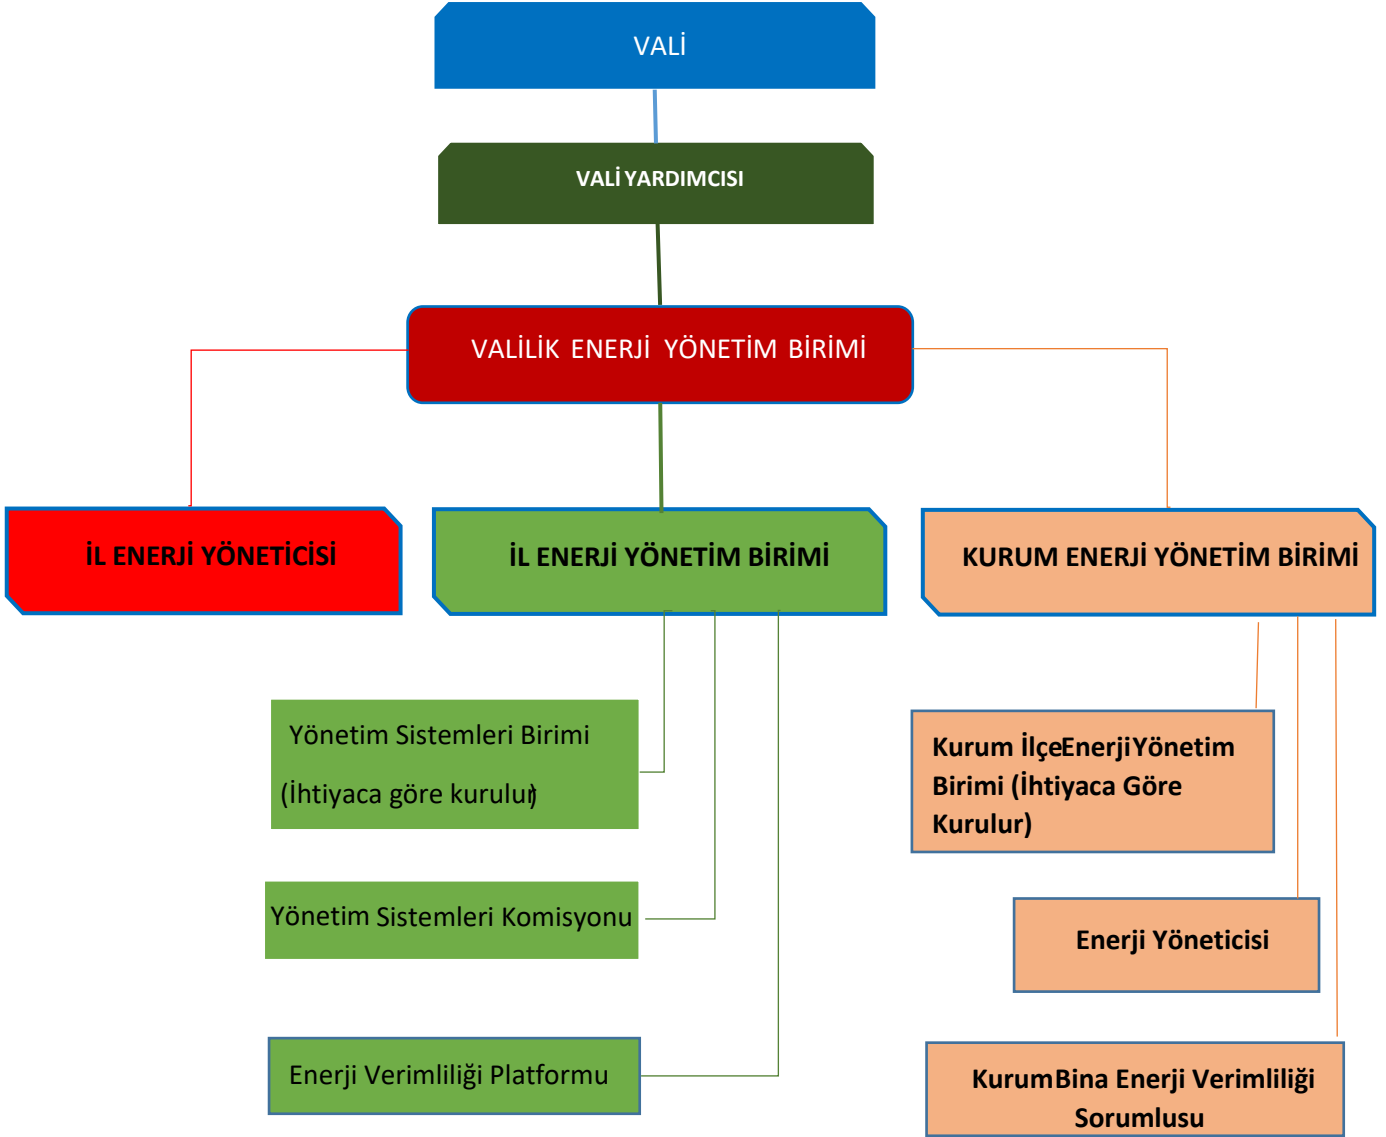 VALİ
VALİ YARDIMCISI
VALİLİK ENERJİ YÖNETİM BİRİMİ
İL ENERJİ YÖNETİCİSİ
İL ENERJİ YÖNETİM BİRİMİ
KURUM ENERJİ YÖNETİM BİRİMİ
Yönetim Sistemleri Birimi
(İhtiyaca göre kurulur)
Yönetim Sistemleri Komisyonu
Enerji Verimliliği Platformu
Kurum İlçeEnerjiYönetim
Birimi (İhtiyaca Göre
Kurulur)
Enerji Yöneticisi
KurumBina Enerji Verimliliği
Sorumlusu